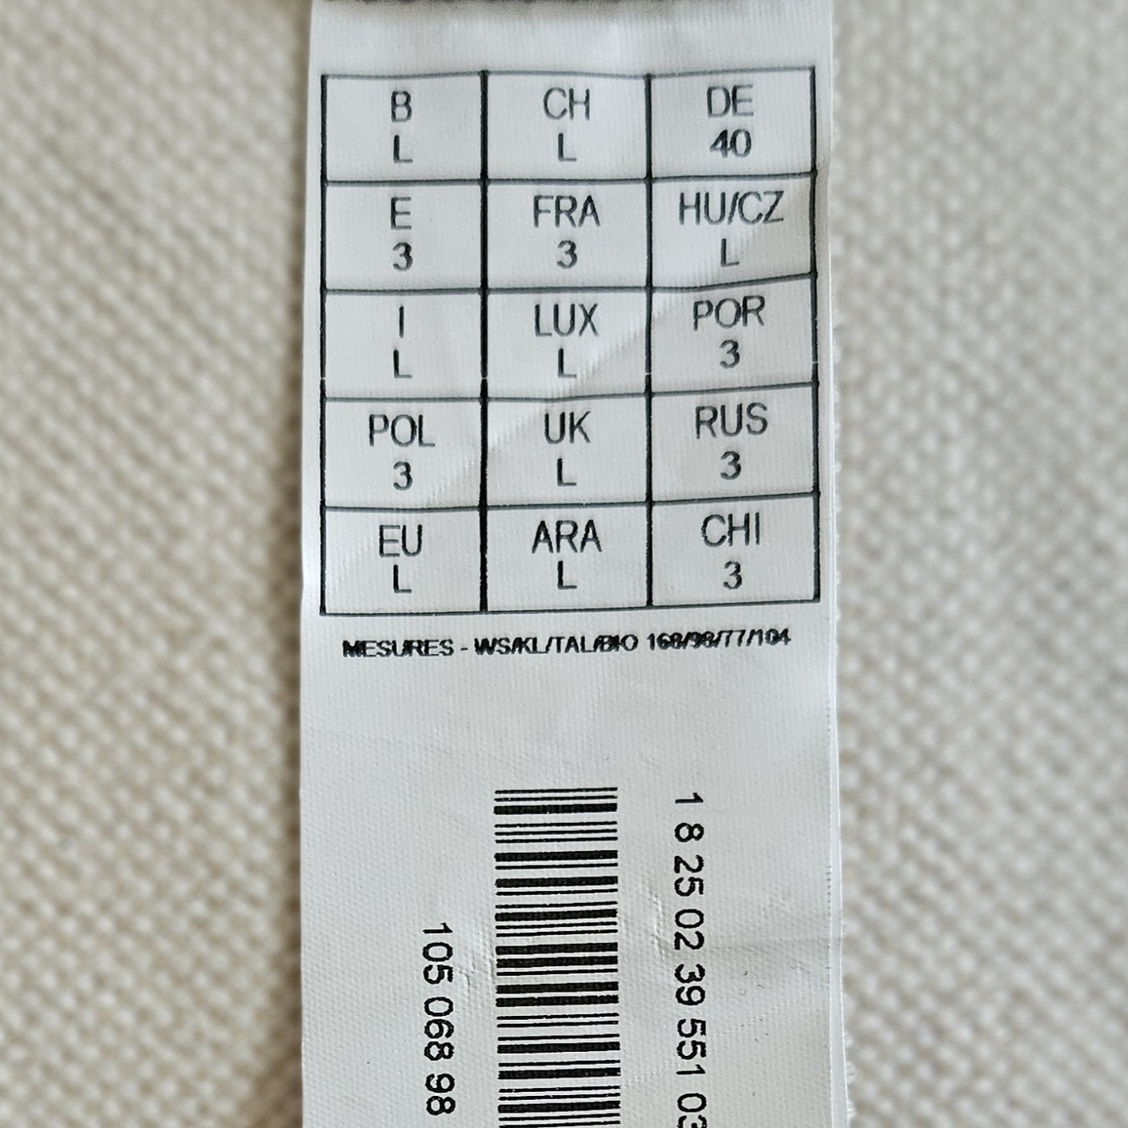 B CH DE
L L 40
E FRA HU/CZ
3 3 L
I LUX POR
L L 3
POL UK RUS
3 L 3
EU ARA CHI
L L 3
MESURES - WS/KL/TAL/BIO 168/98/77/104
1 8 25 02 39 551 03
105 068 98